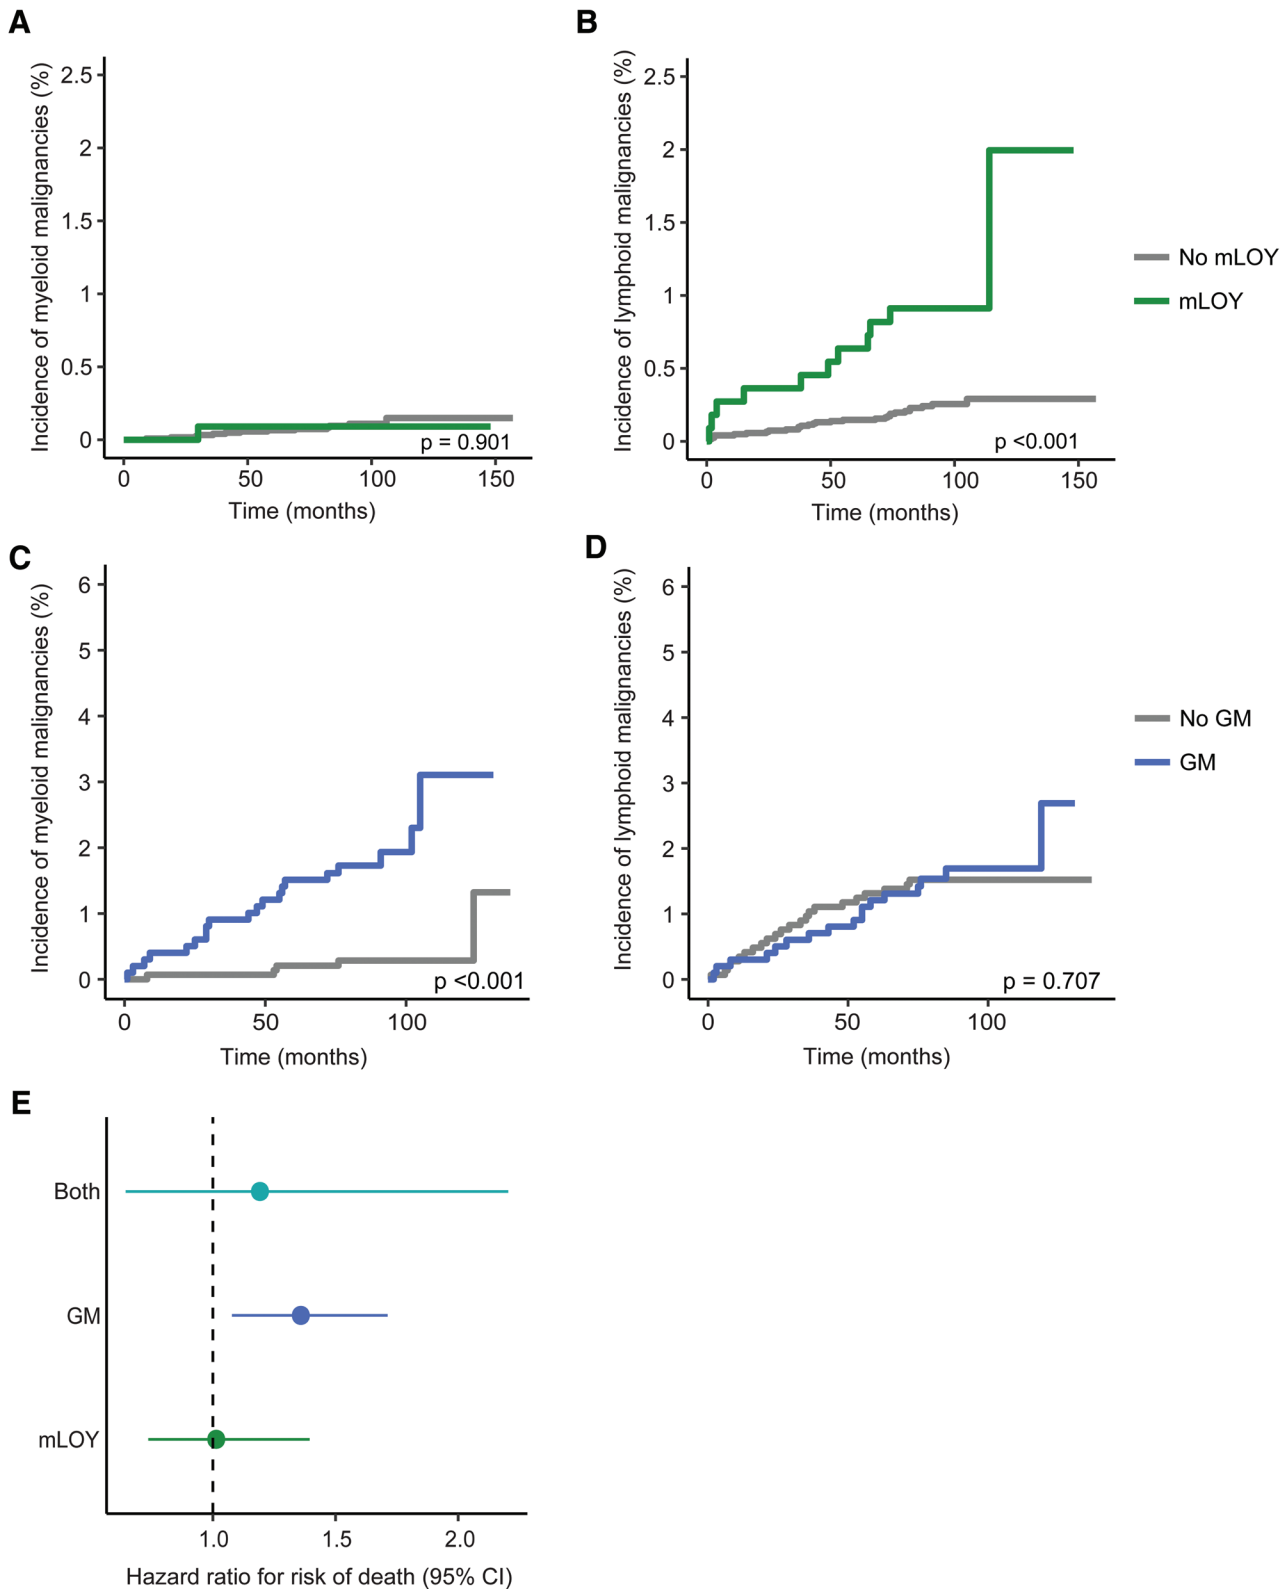 A
Incidence of myeloid malignancies (%)
2.5
2
1.5
1
0.5
0
p = 0.901
0 50 100 150
Time (months)
B
Incidence of lymphoid malignancies (%)
2.5
2
1.5
1
0.5
0
p <0.001
0 50 100 150
Time (months)
No mLOY
mLOY
C
Incidence of myeloid malignancies (%)
6
5
4
3
2
1
0
p <0.001
0 50 100
Time (months)
D
Incidence of lymphoid malignancies (%)
6
5
4
3
2
1
0
p = 0.707
0 50 100
Time (months)
No GM
GM
E
Both
GM
mLOY
1.0 1.5 2.0
Hazard ratio for risk of death (95% CI)